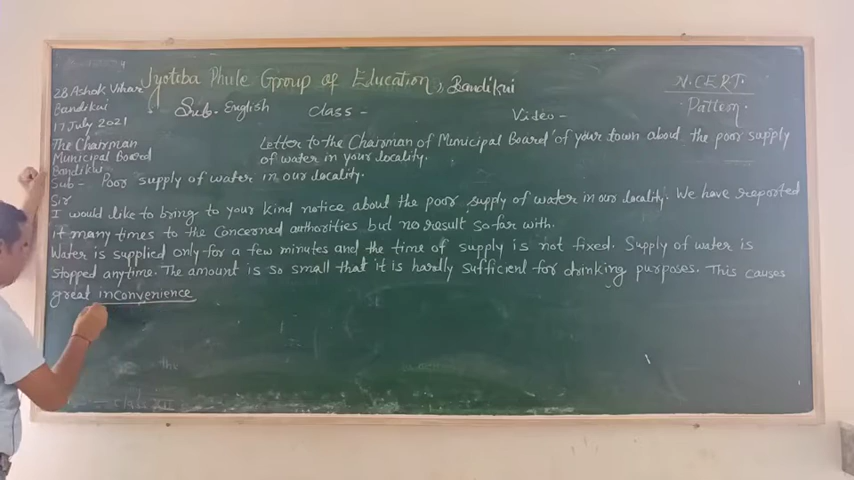 Jyotoba Phule Group of Education, Bandikui
N.CERT.
Pattern.
Sub. English Class - Video -
28 Ashok Vihar
Bandikui
17 July 2021
The Chairman
Municipal Board
Bandikui
Letter to the Chairman of Municipal Board of your town about the poor supply
of water in your locality.
Sub - Poor supply of water in our locality.
Sir
I would like to bring to your kind notice about the poor supply of water in our locality. We have reported
it many times to the concerned authorities but no result so far with.
Water is supplied only for a few minutes and the time of supply is not fixed. Supply of water is
stopped anytime. The amount is so small that it is hardly sufficient for drinking purposes. This causes
great inconvenience
the